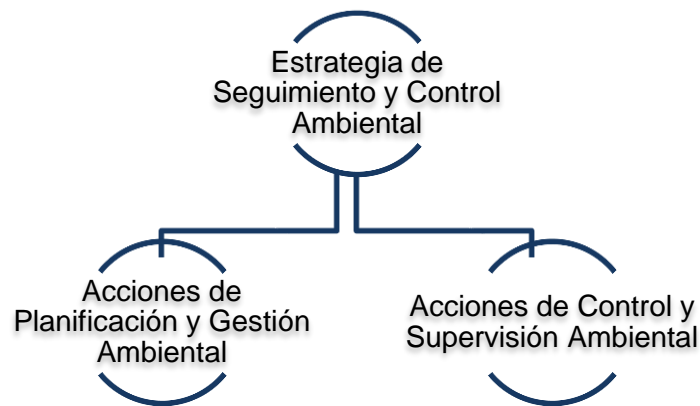 Estrategia de
Seguimiento y Control
Ambiental
Acciones de
Planificación y Gestión
Ambiental
Acciones de Control y
Supervisión Ambiental